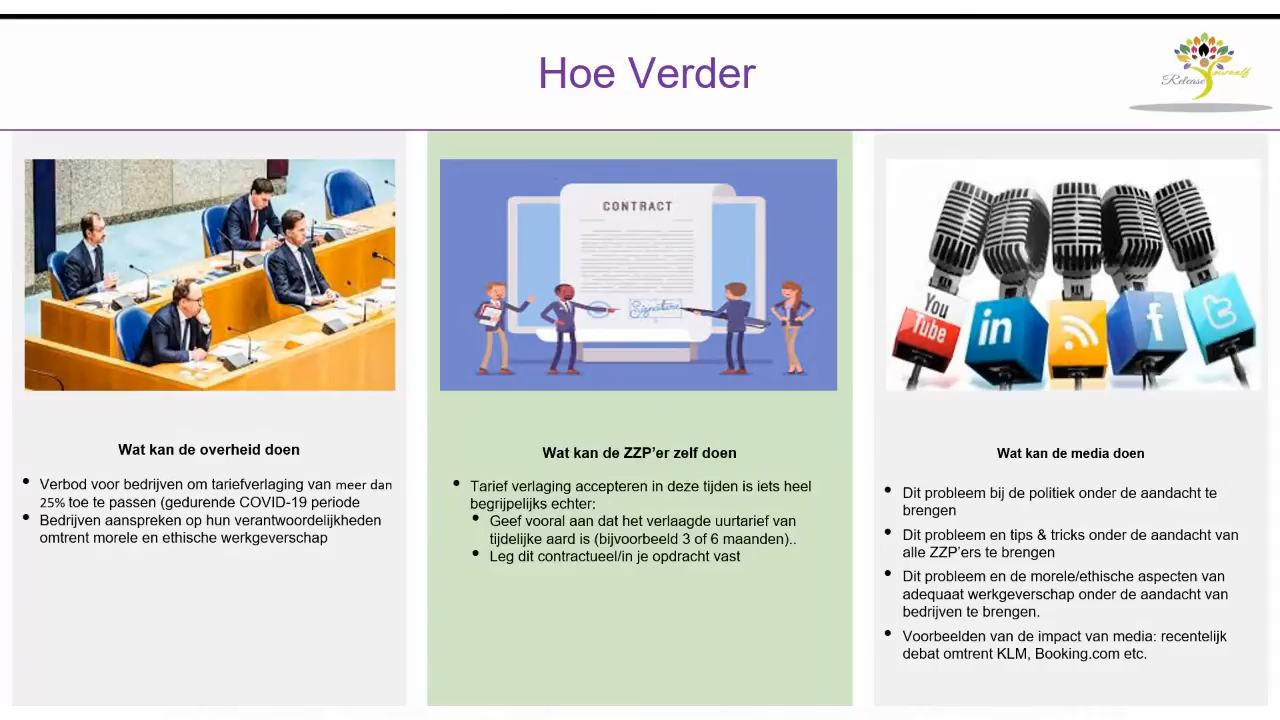 Hoe Verder
Release Yourself
CONTRACT
Signature
You
Tube
in
f
t
Wat kan de overheid doen
• Verbod voor bedrijven om tariefverlaging van meer dan
25% toe te passen (gedurende COVID-19 periode
• Bedrijven aanspreken op hun verantwoordelijkheden
omtrent morele en ethische werkgeverschap
Wat kan de ZZP’er zelf doen
• Tarief verlaging accepteren in deze tijden is iets heel
begrijpelijks echter:
• Geef vooral aan dat het verlaagde uurtarief van
tijdelijke aard is (bijvoorbeeld 3 of 6 maanden)..
• Leg dit contractueel/in je opdracht vast
Wat kan de media doen
• Dit probleem bij de politiek onder de aandacht te
brengen
• Dit probleem en tips & tricks onder de aandacht van
alle ZZP’ers te brengen
• Dit probleem en de morele/ethische aspecten van
adequaat werkgeverschap onder de aandacht van
bedrijven te brengen.
• Voorbeelden van de impact van media: recentelijk
debat omtrent KLM, Booking.com etc.